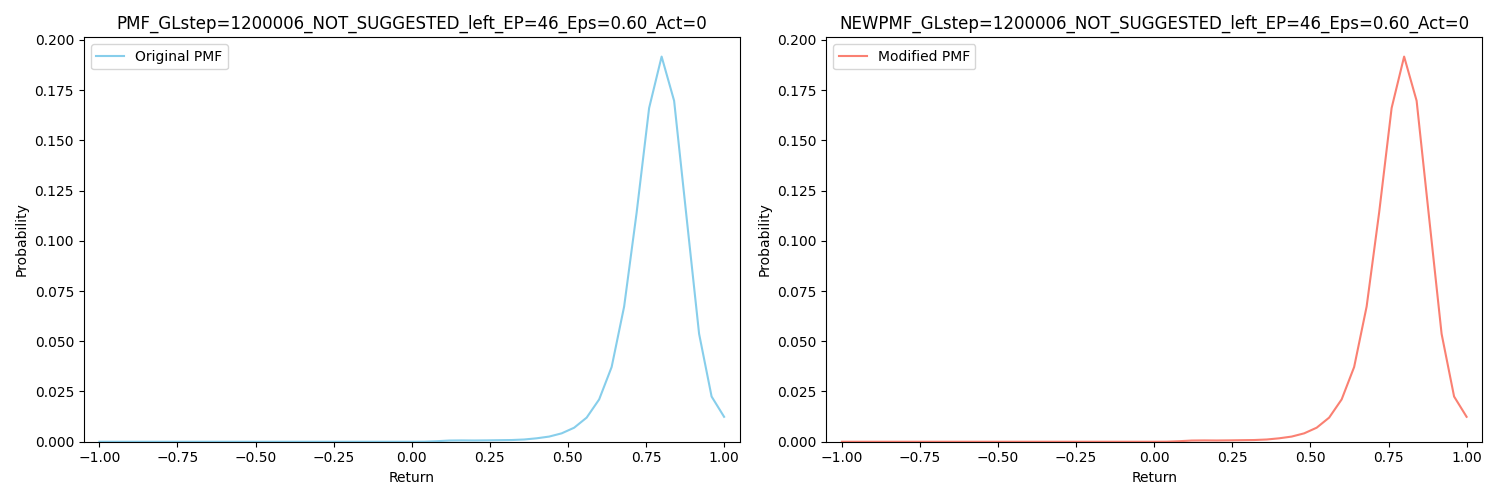 PMF_GLstep=1200006_NOT_SUGGESTED_left_EP=46_Eps=0.60_Act=0
Original PMF
Probability
0.200
0.175
0.150
0.125
0.100
0.075
0.050
0.025
0.000
−1.00 −0.75 −0.50 −0.25 0.00 0.25 0.50 0.75 1.00
Return
NEWPMF_GLstep=1200006_NOT_SUGGESTED_left_EP=46_Eps=0.60_Act=0
Modified PMF
Probability
0.200
0.175
0.150
0.125
0.100
0.075
0.050
0.025
0.000
−1.00 −0.75 −0.50 −0.25 0.00 0.25 0.50 0.75 1.00
Return